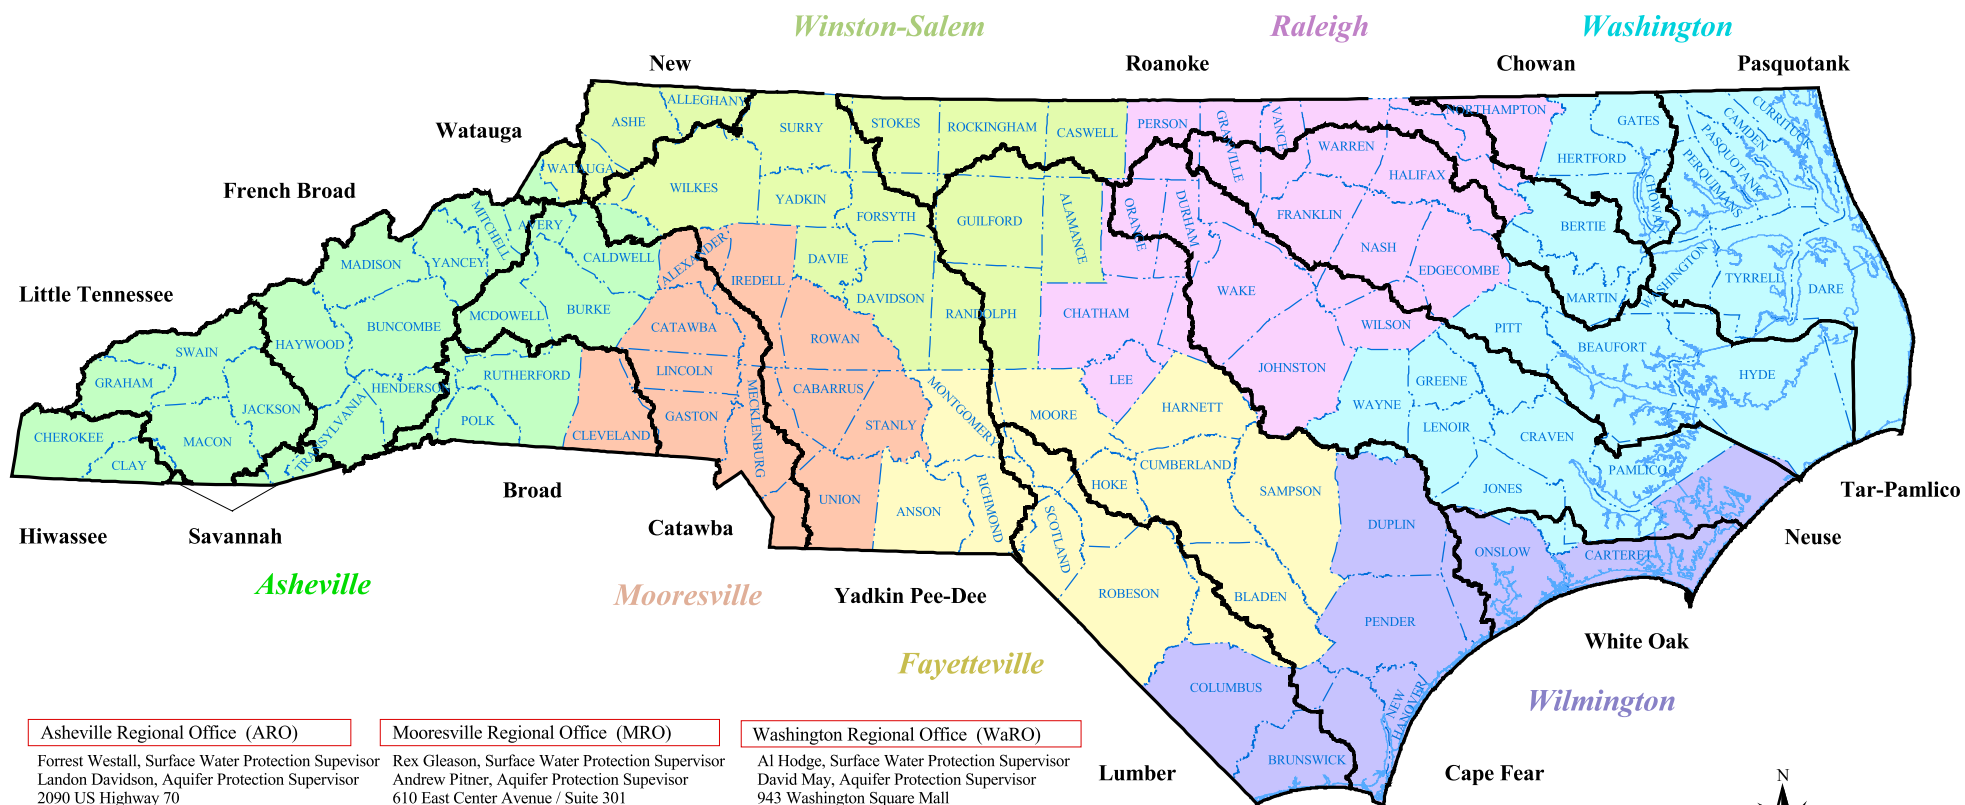 Winston-Salem
Raleigh
Washington
New
Roanoke
Chowan
Pasquotank
Watauga
French Broad
Little Tennessee
Hiwassee
Savannah
Broad
Catawba
Yadkin Pee-Dee
Lumber
Cape Fear
White Oak
Neuse
Tar-Pamlico
Asheville
Mooresville
Fayetteville
Wilmington
ALLEGHANY
ASHE
SURRY
STOKES
ROCKINGHAM
CASWELL
PERSON
GRANVILLE
VANCE
WARREN
NORTHAMPTON
GATES
CURRITUCK
CAMDEN
PASQUOTANK
PERQUIMANS
CHOWAN
HERTFORD
HALIFAX
WATAUGA
WILKES
YADKIN
FORSYTH
GUILFORD
ALAMANCE
ORANGE
DURHAM
FRANKLIN
NASH
EDGECOMBE
BERTIE
MARTIN
WASHINGTON
TYRRELL
DARE
MITCHELL
AVERY
CALDWELL
ALEXANDER
IREDELL
DAVIE
DAVIDSON
RANDOLPH
CHATHAM
WAKE
WILSON
PITT
BEAUFORT
HYDE
MADISON
YANCEY
MCDOWELL
BURKE
CATAWBA
ROWAN
BUNCOMBE
HAYWOOD
SWAIN
GRAHAM
JACKSON
MACON
CHEROKEE
CLAY
TRANSYLVANIA
HENDERSON
RUTHERFORD
POLK
CLEVELAND
LINCOLN
GASTON
MECKLENBURG
CABARRUS
STANLY
UNION
MONTGOMERY
ANSON
RICHMOND
MOORE
LEE
HARNETT
JOHNSTON
WAYNE
GREENE
LENOIR
CRAVEN
PAMLICO
JONES
HOKE
CUMBERLAND
SAMPSON
DUPLIN
ONSLOW
CARTERET
SCOTLAND
ROBESON
BLADEN
PENDER
COLUMBUS
BRUNSWICK
NEW
HANOVER
Asheville Regional Office (ARO)
Forrest Westall, Surface Water Protection Supevisor
Landon Davidson, Aquifer Protection Supervisor
2090 US Highway 70
Mooresville Regional Office (MRO)
Rex Gleason, Surface Water Protection Supervisor
Andrew Pitner, Aquifer Protection Supevisor
610 East Center Avenue / Suite 301
Washington Regional Office (WaRO)
Al Hodge, Surface Water Protection Supervisor
David May, Aquifer Protection Supervisor
943 Washington Square Mall
N